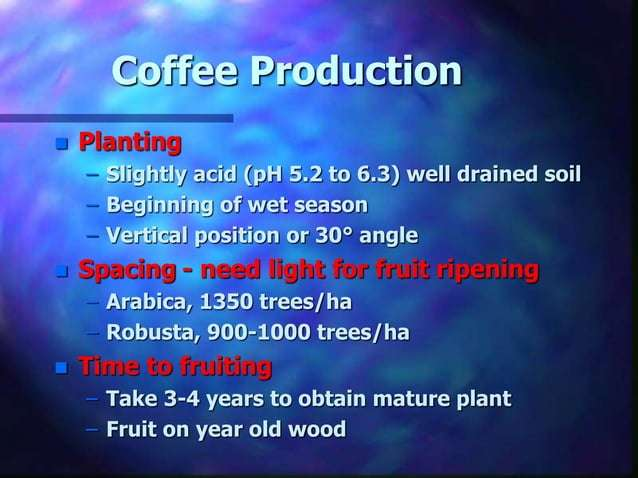 Coffee Production
Planting
– Slightly acid (pH 5.2 to 6.3) well drained soil
– Beginning of wet season
– Vertical position or 30° angle
Spacing - need light for fruit ripening
– Arabica, 1350 trees/ha
– Robusta, 900-1000 trees/ha
Time to fruiting
– Take 3-4 years to obtain mature plant
– Fruit on year old wood